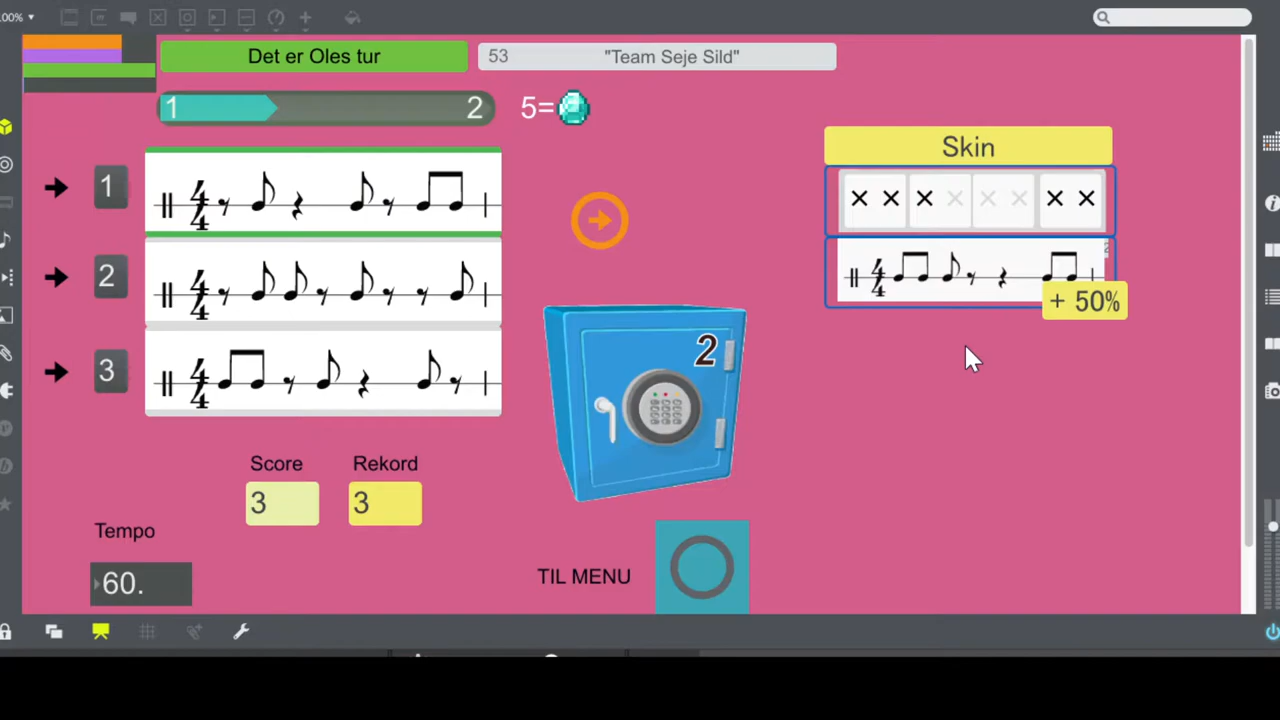 00%
Det er Oles tur
53 "Team Seje Sild"
1 2
5=
Skin
1
2
3
+ 50%
2
Score Rekord
3 3
Tempo
60.
TIL MENU